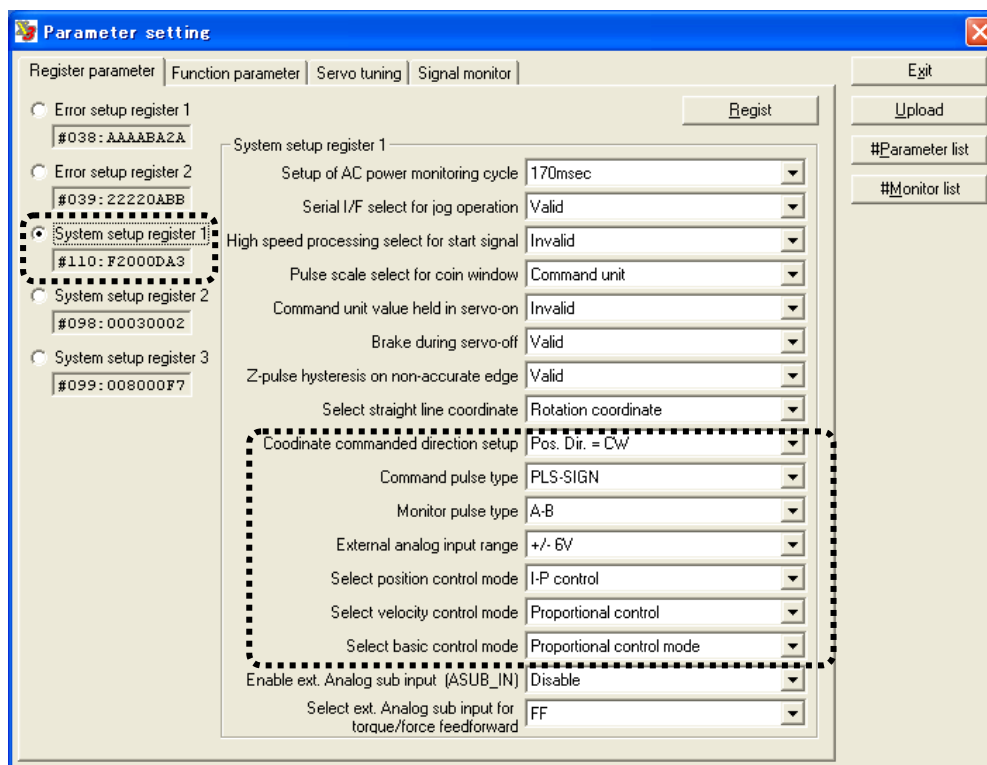 Parameter setting
Register parameter Function parameter Servo tuning Signal monitor
Exit
Upload
#Parameter list
#Monitor list
Error setup register 1
#038:AAAABA2A
Error setup register 2
#039:22220ABB
System setup register 1
#110:F2000DA3
System setup register 2
#098:00030002
System setup register 3
#099:008000F7
Regist
System setup register 1
Setup of AC power monitoring cycle 170msec
Serial I/F select for jog operation Valid
High speed processing select for start signal Invalid
Pulse scale select for coin window Command unit
Command unit value held in servo-on Invalid
Brake during servo-off Valid
Z-pulse hysteresis on non-accurate edge Valid
Select straight line coordinate Rotation coordinate
Coodinate commanded direction setup Pos. Dir. = CW
Command pulse type PLS-SIGN
Monitor pulse type A-B
External analog input range +/- 6V
Select position control mode I-P control
Select velocity control mode Proportional control
Select basic control mode Proportional control mode
Enable ext. Analog sub input (ASUB_IN) Disable
Select ext. Analog sub input for FF
torque/force feedforward